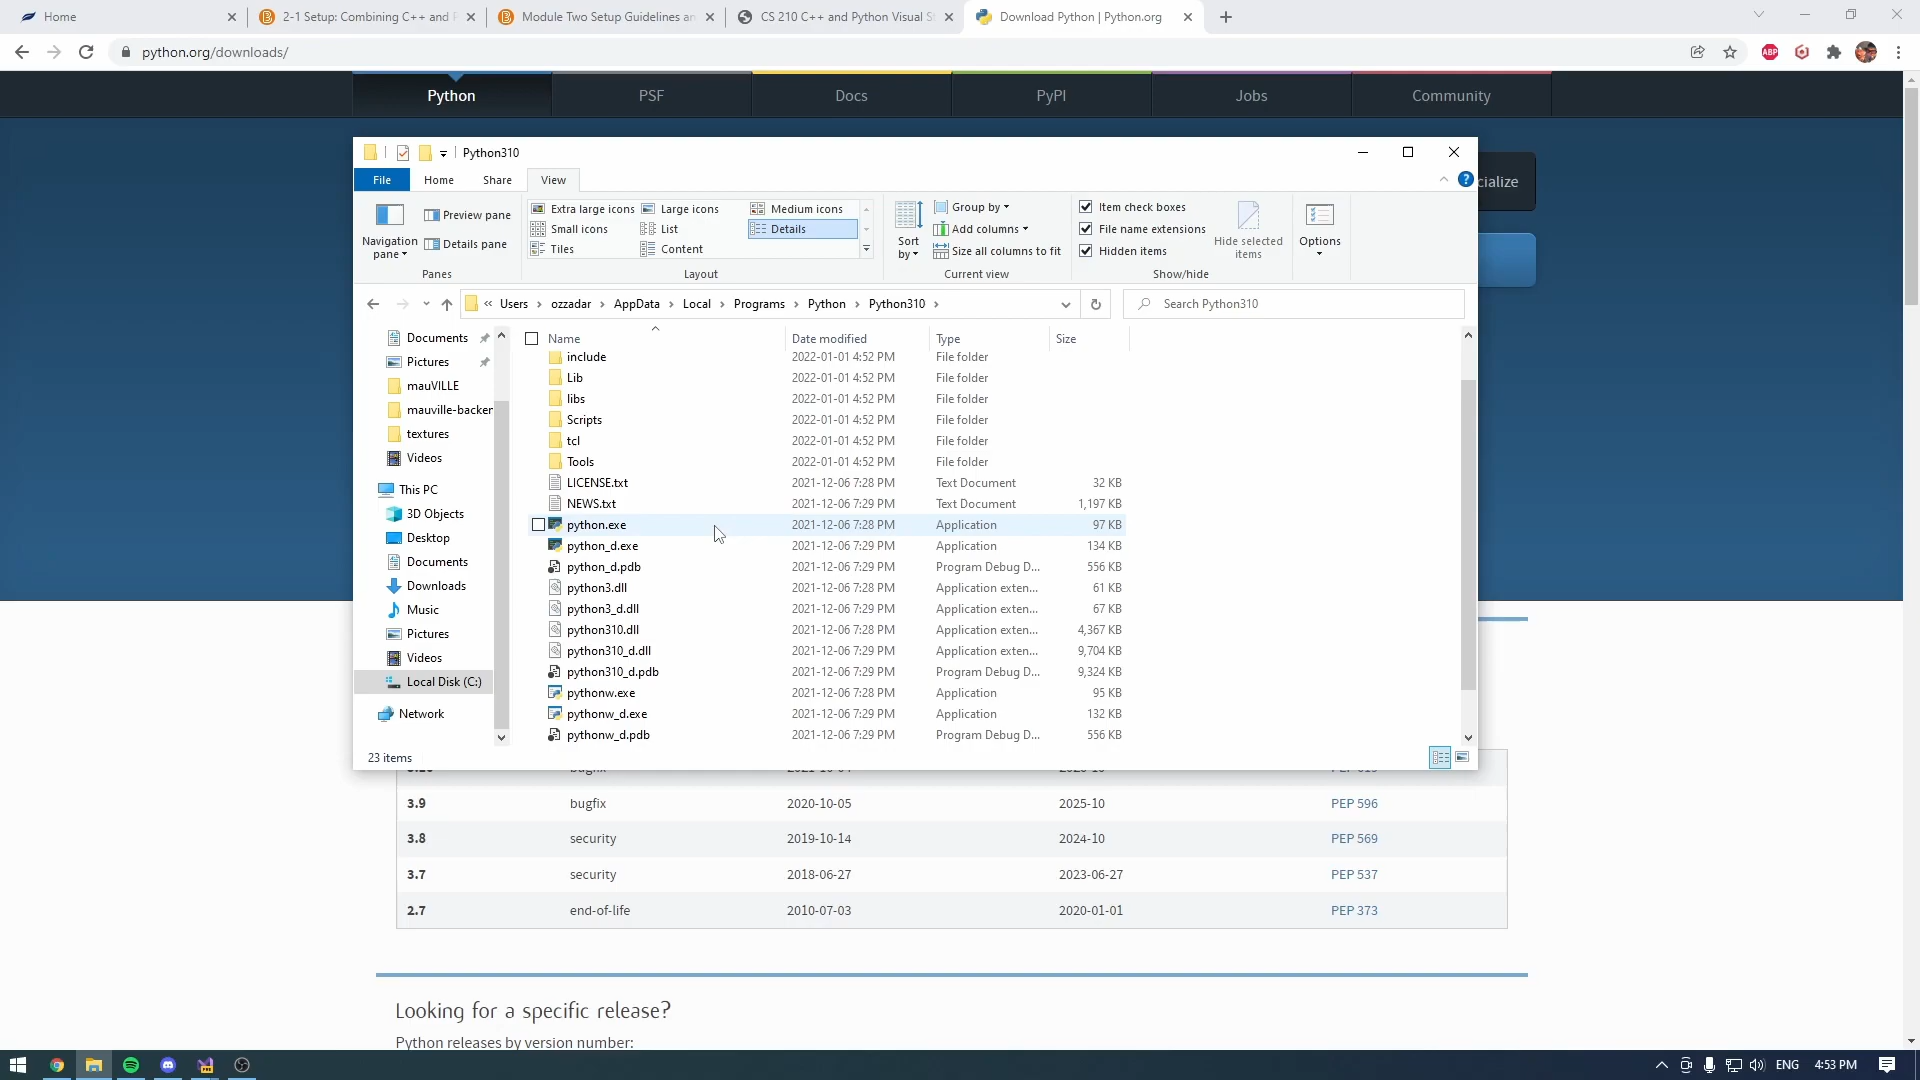 Home
2-1 Setup: Combining C++ and
Module Two Setup Guidelines an
CS 210 C++ and Python Visual S
Download Python | Python.org
python.org/downloads/
ABP
Python
PSF
Docs
PyPI
Jobs
Community
Python310
File
Home
Share
View
cialize
Navigation pane
Preview pane
Details pane
Panes
Extra large icons
Large icons
Medium icons
Small icons
List
Details
Tiles
Content
Layout
Sort by
Group by
Add columns
Size all columns to fit
Current view
Item check boxes
File name extensions
Hidden items
Hide selected items
Show/hide
Options
« Users › ozzadar › AppData › Local › Programs › Python › Python310 ›
Search Python310
Documents
Pictures
mauVILLE
mauville-backer
textures
Videos
This PC
3D Objects
Desktop
Documents
Downloads
Music
Pictures
Videos
Local Disk (C:)
Network
Name Date modified Type Size
include 2022-01-01 4:52 PM File folder
Lib 2022-01-01 4:52 PM File folder
libs 2022-01-01 4:52 PM File folder
Scripts 2022-01-01 4:52 PM File folder
tcl 2022-01-01 4:52 PM File folder
Tools 2022-01-01 4:52 PM File folder
LICENSE.txt 2021-12-06 7:28 PM Text Document 32 KB
NEWS.txt 2021-12-06 7:29 PM Text Document 1,197 KB
python.exe 2021-12-06 7:28 PM Application 97 KB
python_d.exe 2021-12-06 7:29 PM Application 134 KB
python_d.pdb 2021-12-06 7:29 PM Program Debug D... 556 KB
python3.dll 2021-12-06 7:28 PM Application exten... 61 KB
python3_d.dll 2021-12-06 7:29 PM Application exten... 67 KB
python310.dll 2021-12-06 7:28 PM Application exten... 4,367 KB
python310_d.dll 2021-12-06 7:29 PM Application exten... 9,704 KB
python310_d.pdb 2021-12-06 7:29 PM Program Debug D... 9,324 KB
pythonw.exe 2021-12-06 7:28 PM Application 95 KB
pythonw_d.exe 2021-12-06 7:29 PM Application 132 KB
pythonw_d.pdb 2021-12-06 7:29 PM Program Debug D... 556 KB
23 items
3.9 bugfix 2020-10-05 2025-10 PEP 596
3.8 security 2019-10-14 2024-10 PEP 569
3.7 security 2018-06-27 2023-06-27 PEP 537
2.7 end-of-life 2010-07-03 2020-01-01 PEP 373
Looking for a specific release?
Python releases by version number:
ENG
4:53 PM